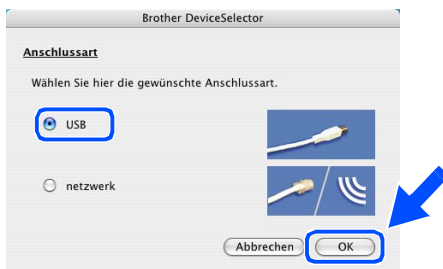 Brother DeviceSelector
Anschlussart
Wählen Sie hier die gewünschte Anschlussart.
USB
netzwerk
Abbrechen OK